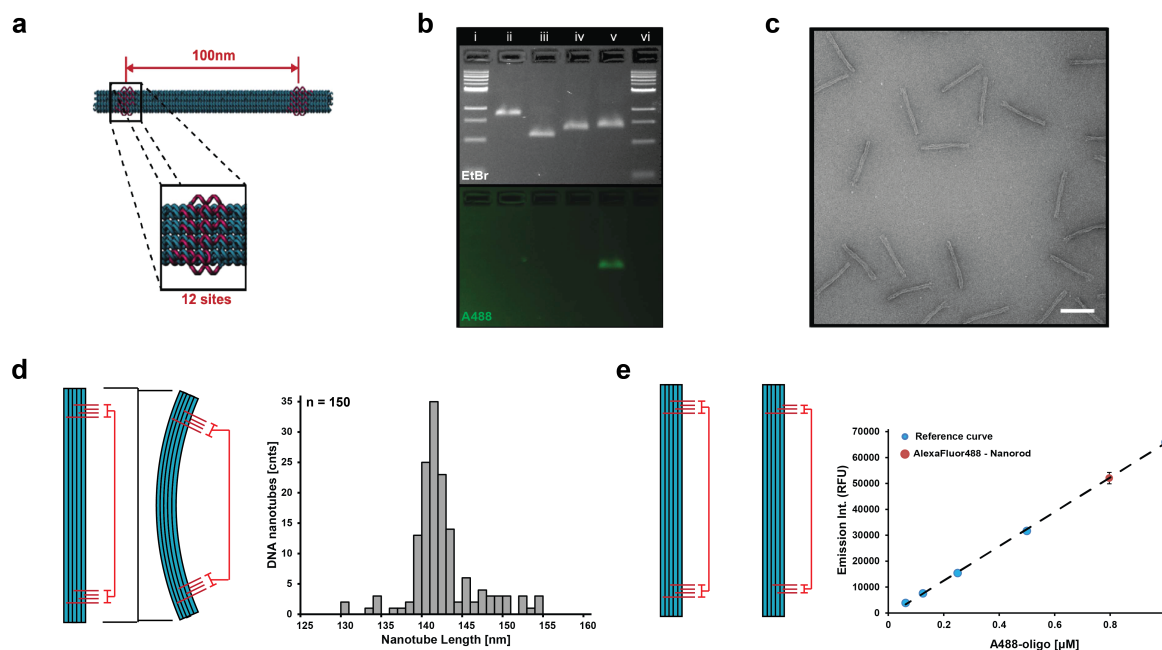 a
100nm
12 sites
b
i ii iii iv v vi
EtBr
A488
c
d
n = 150
DNA nanotubes [cnts]
35
30
25
20
15
10
5
0
125 130 135 140 145 150 155 160
Nanotube Length [nm]
e
Reference curve
AlexaFluor488 - Nanorod
Emission Int. (RFU)
70000
60000
50000
40000
30000
20000
10000
0
0 0.2 0.4 0.6 0.8
A488-oligo [µM]